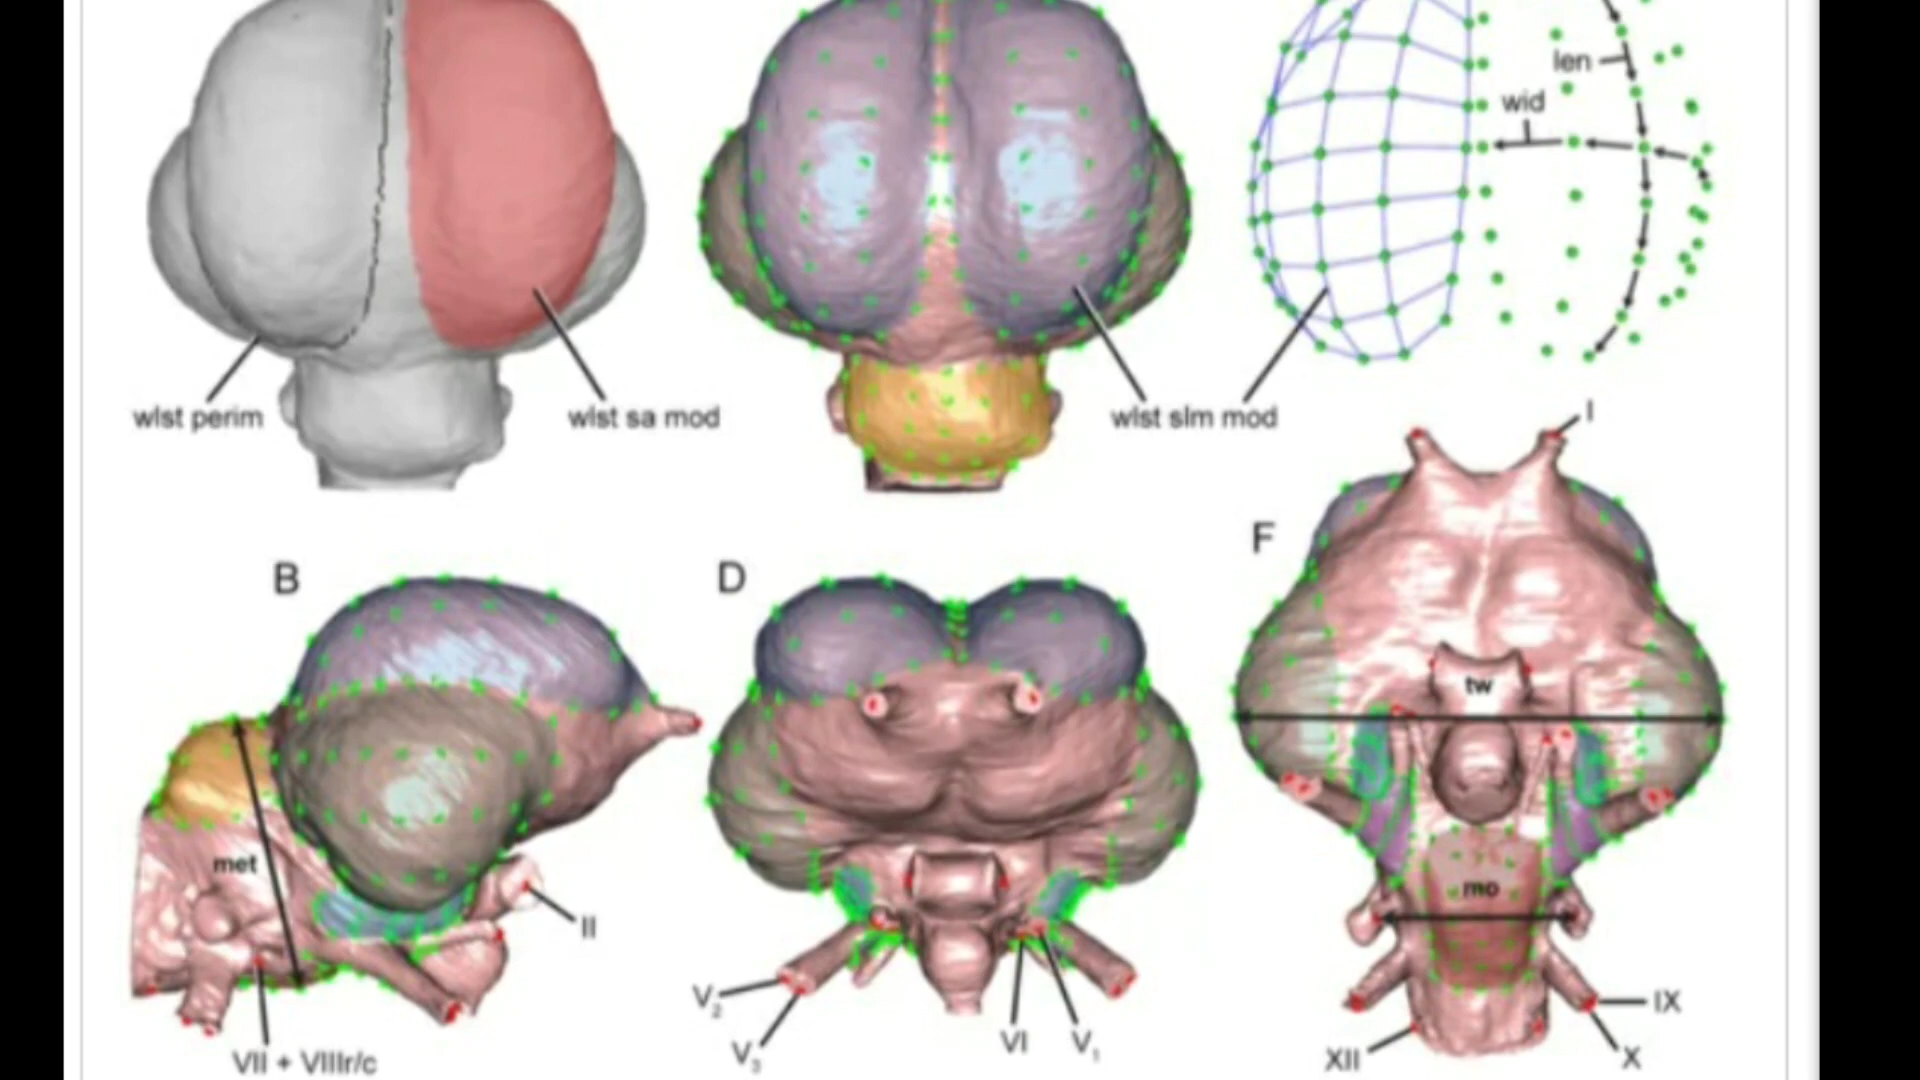 len
wid
wlst perim
wlst sa mod
wlst slm mod
I
B
D
F
tw
met
mo
II
V2
V3
VI
V1
IX
X
XII
VII + VIIIr/c